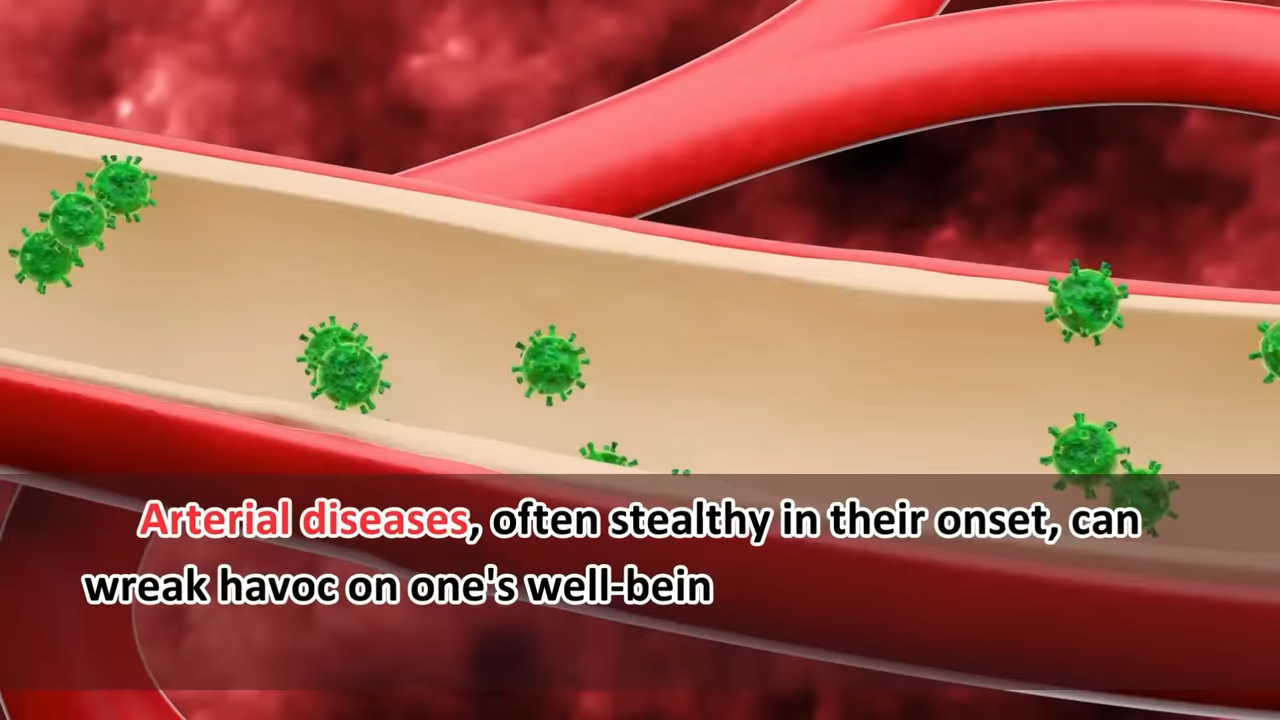 Arterial diseases, often stealthy in their onset, can
wreak havoc on one's well-bein